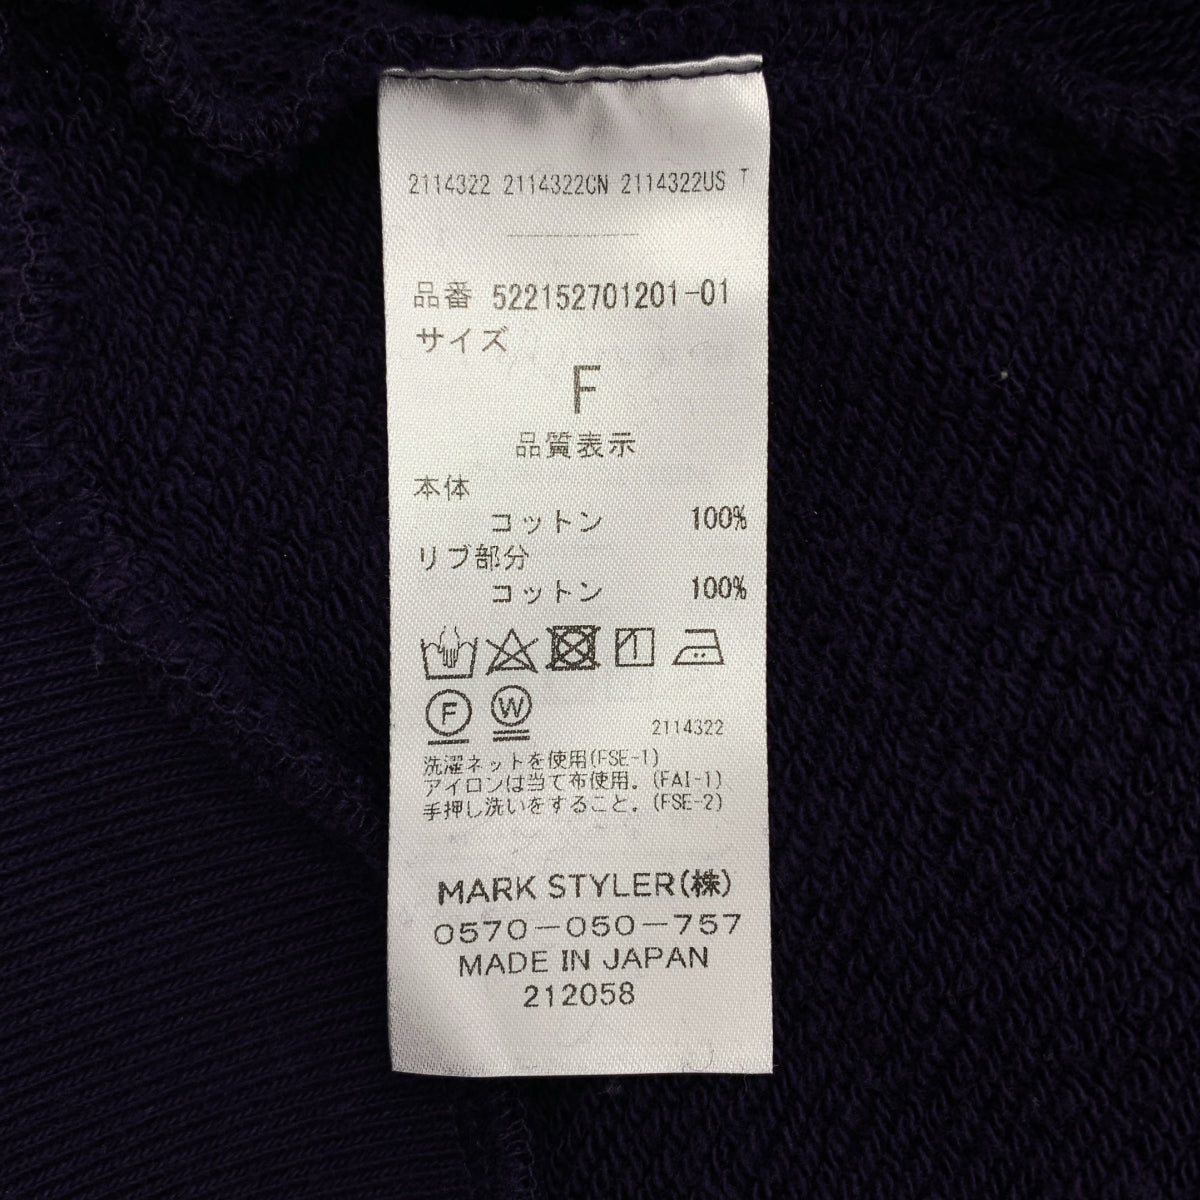 2114322 2114322CN 2114322US T
品番 522152701201-01
サイズ
F
品質表示
本体
コットン 100%
リブ部分
コットン 100%
F W
2114322
洗濯ネットを使用(FSE-1)
アイロンは当て布使用。(FAI-1)
手押し洗いをすること。(FSE-2)
MARK STYLER(株)
0570-050-757
MADE IN JAPAN
212058